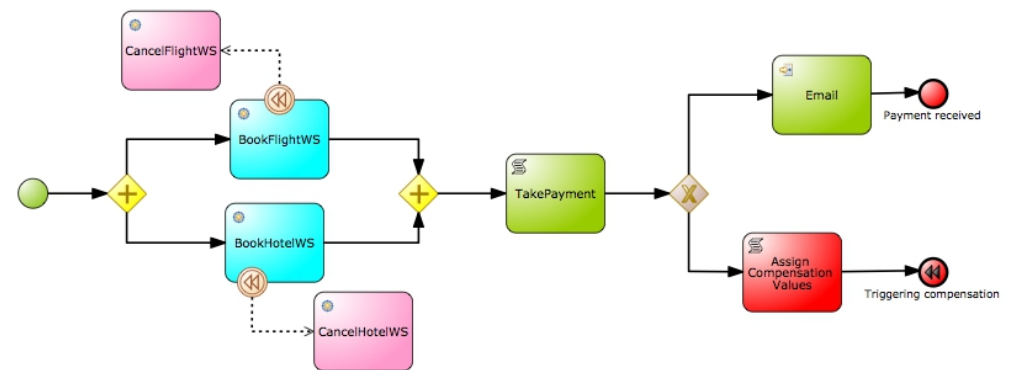 CancelFlightWS
BookFlightWS
BookHotelWS
CancelHotelWS
TakePayment
Email
Payment received
Assign
Compensation
Values
Triggering compensation